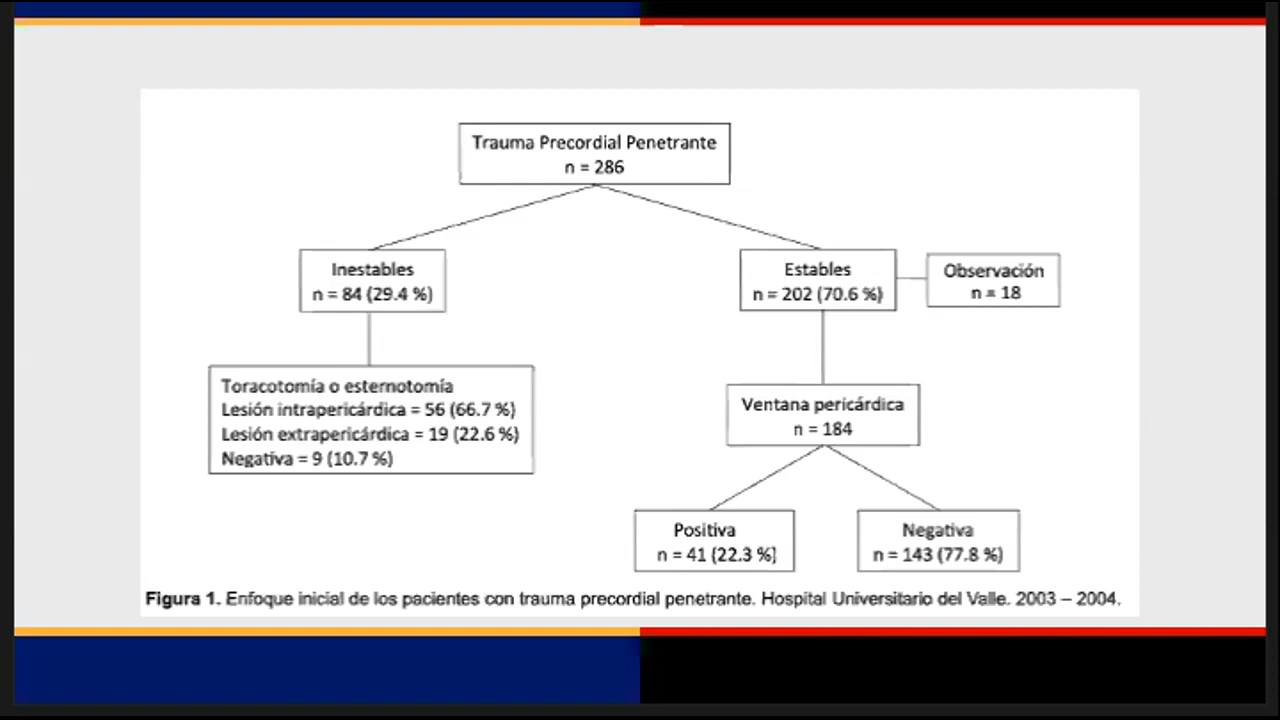 Trauma Precordial Penetrante
n = 286
Inestables
n = 84 (29.4 %)
Estables
n = 202 (70.6 %)
Observación
n = 18
Toracotomía o esternotomía
Lesión intrapericárdica = 56 (66.7 %)
Lesión extrapericárdica = 19 (22.6 %)
Negativa = 9 (10.7 %)
Ventana pericárdica
n = 184
Positiva
n = 41 (22.3 %)
Negativa
n = 143 (77.8 %)
Figura 1. Enfoque inicial de los pacientes con trauma precordial penetrante. Hospital Universitario del Valle. 2003 – 2004.